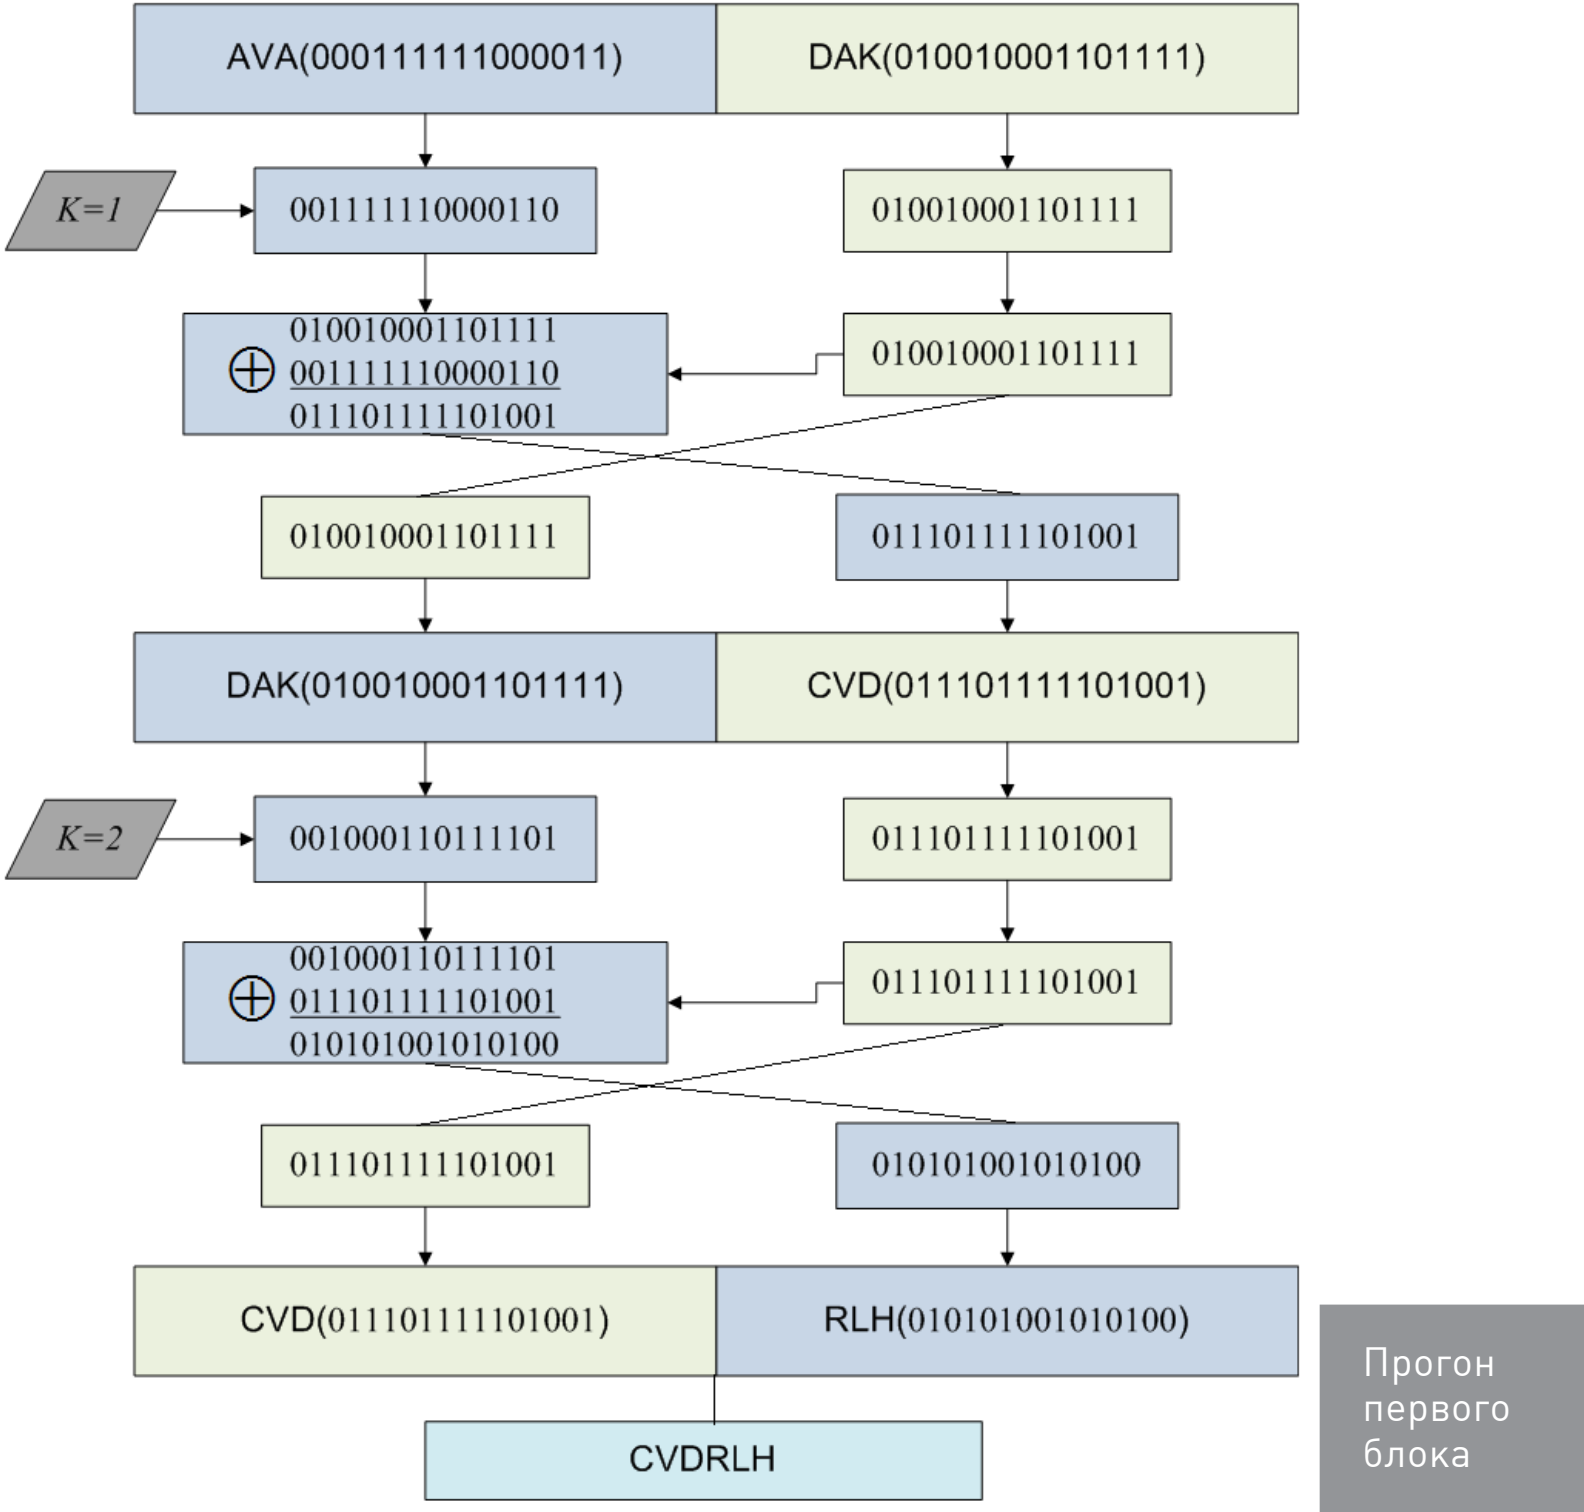 AVA(000111111000011)
DAK(010010001101111)
K=1
001111110000110
010010001101111
010010001101111
⊕ 001111110000110
011101111101001
010010001101111
010010001101111
011101111101001
DAK(010010001101111)
CVD(011101111101001)
K=2
001000110111101
011101111101001
001000110111101
⊕ 011101111101001
010101001010100
011101111101001
011101111101001
010101001010100
CVD(011101111101001)
RLH(010101001010100)
CVDRLH
Прогон
первого
блока